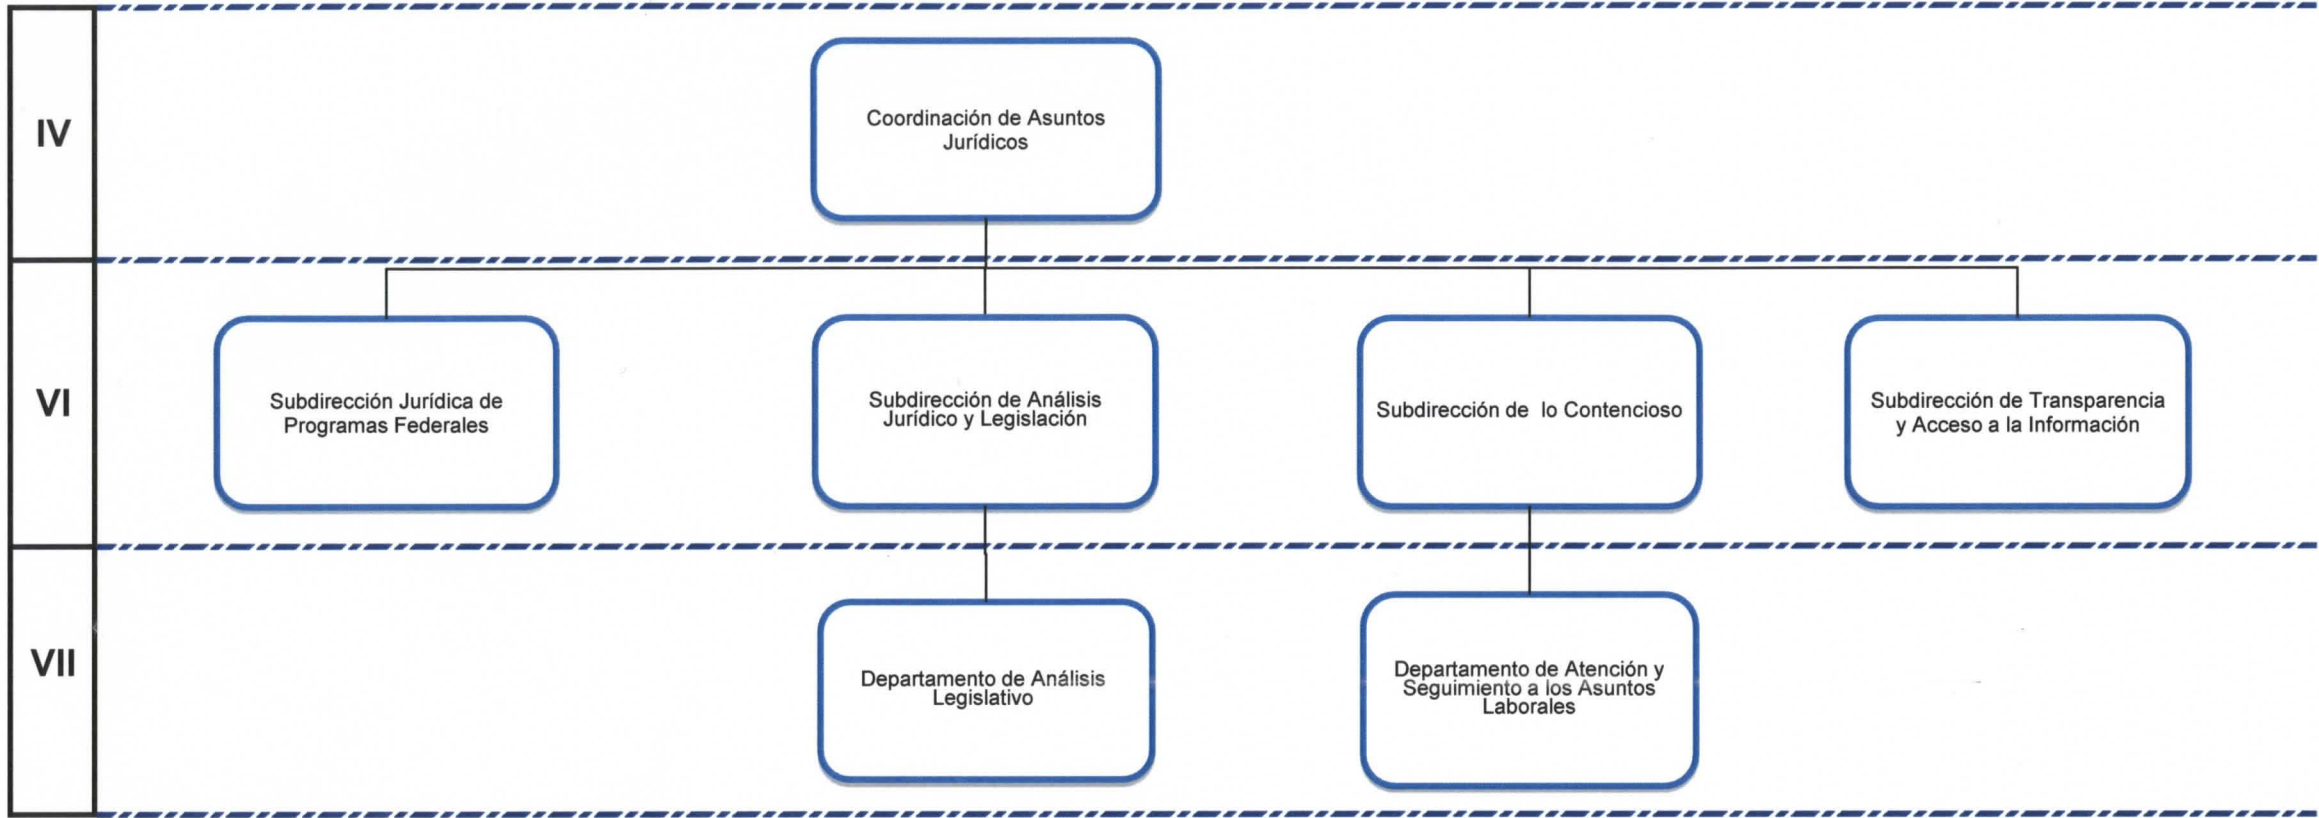 IV
Coordinación de Asuntos
Jurídicos
VI
Subdirección Jurídica de
Programas Federales
Subdirección de Análisis
Jurídico y Legislación
Subdirección de  lo Contencioso
Subdirección de Transparencia
y Acceso a la Información
VII
Departamento de Análisis
Legislativo
Departamento de Atención y
Seguimiento a los Asuntos
Laborales